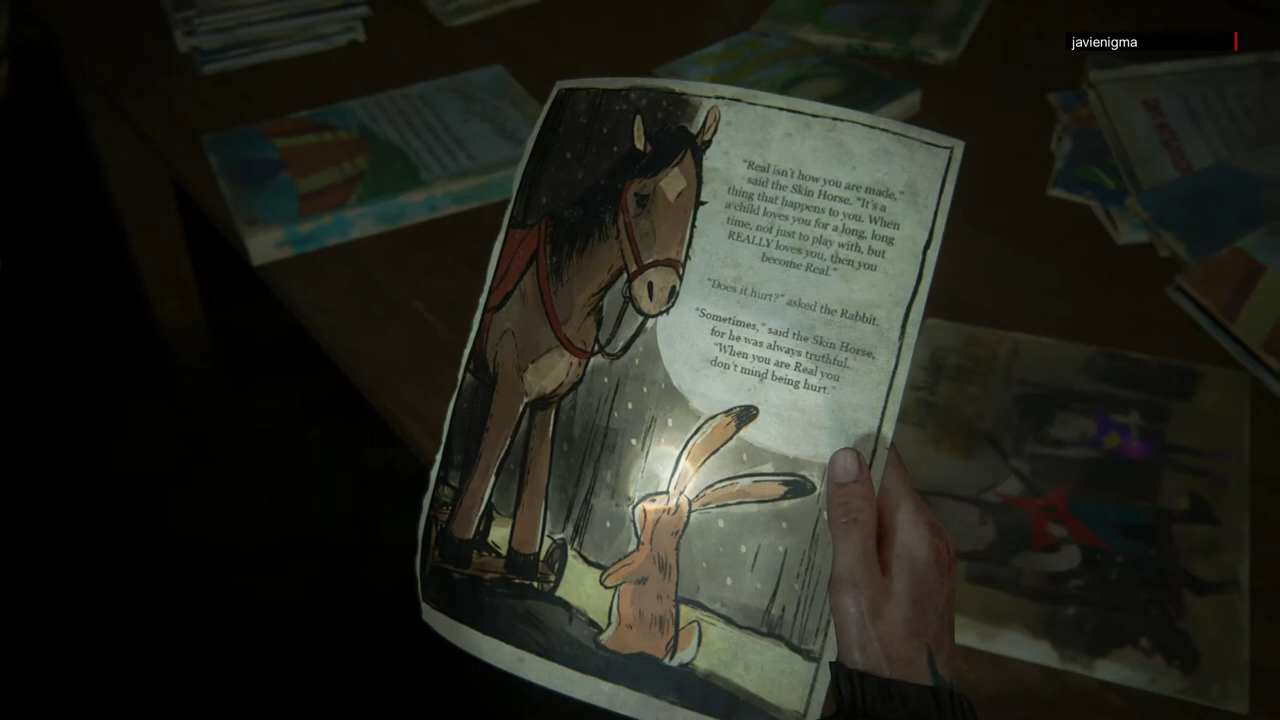 javienigma
"Real isn't how you are made,"
said the Skin Horse. "It's a
thing that happens to you. When
a child loves you for a long, long
time, not just to play with, but
REALLY loves you, then you
become Real."
"Does it hurt?" asked the Rabbit.
"Sometimes," said the Skin Horse,
for he was always truthful.
"When you are Real you
don't mind being hurt."